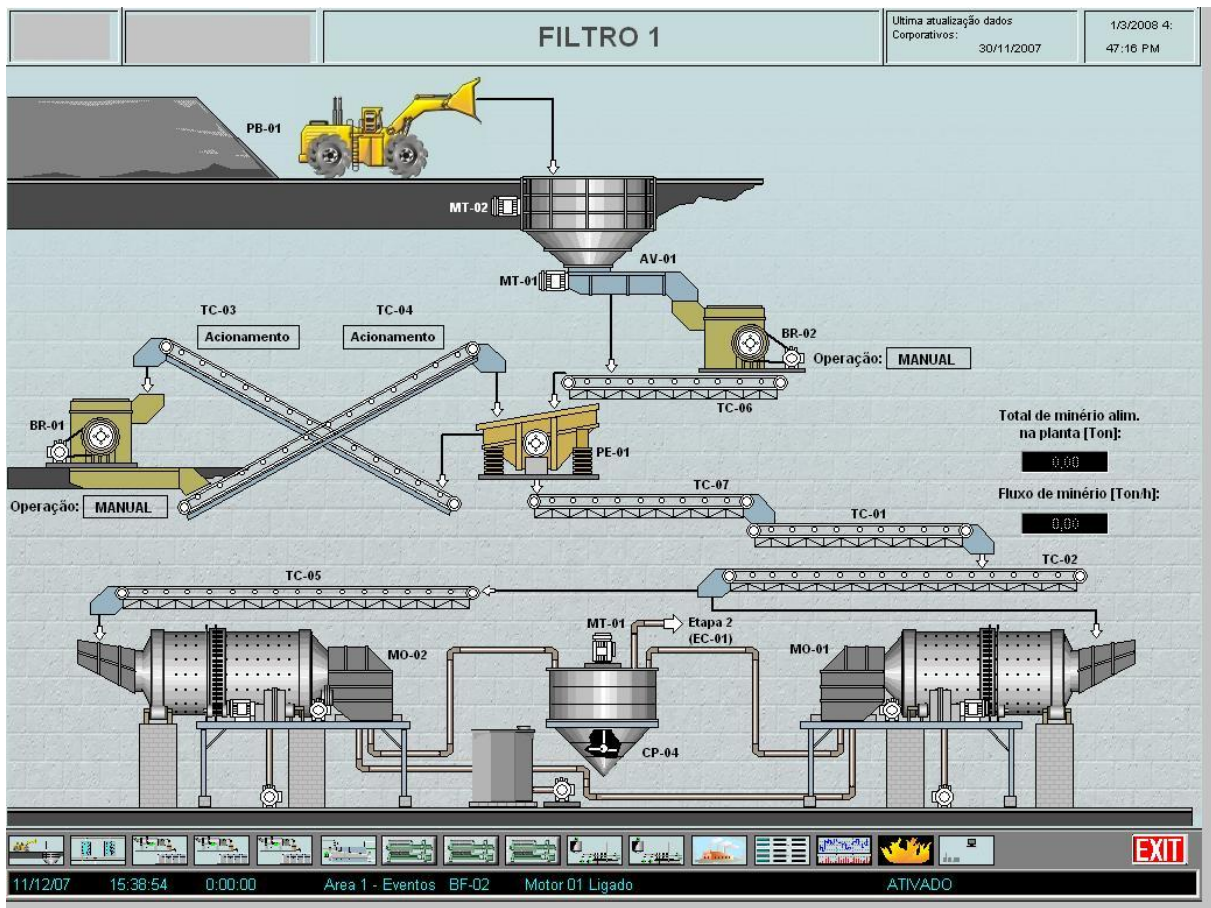 FILTRO 1
Ultima atualização dados
Corporativos:
30/11/2007
1/3/2008 4:
47:16 PM
PB-01
MT-02
AV-01
MT-01
TC-03
TC-04
Acionamento
Acionamento
BR-02
Operação: MANUAL
TC-06
BR-01
PE-01
Total de minério alim.
na planta [Ton]:
0,00
Operação: MANUAL
TC-07
Fluxo de minério [Ton/h]:
0,00
TC-01
TC-02
TC-05
MT-01
Etapa 2
(EC-01)
MO-02
MO-01
CP-04
EXIT
11/12/07 15:38:54 0:00:00 Area 1 - Eventos BF-02 Motor 01 Ligado ATIVADO